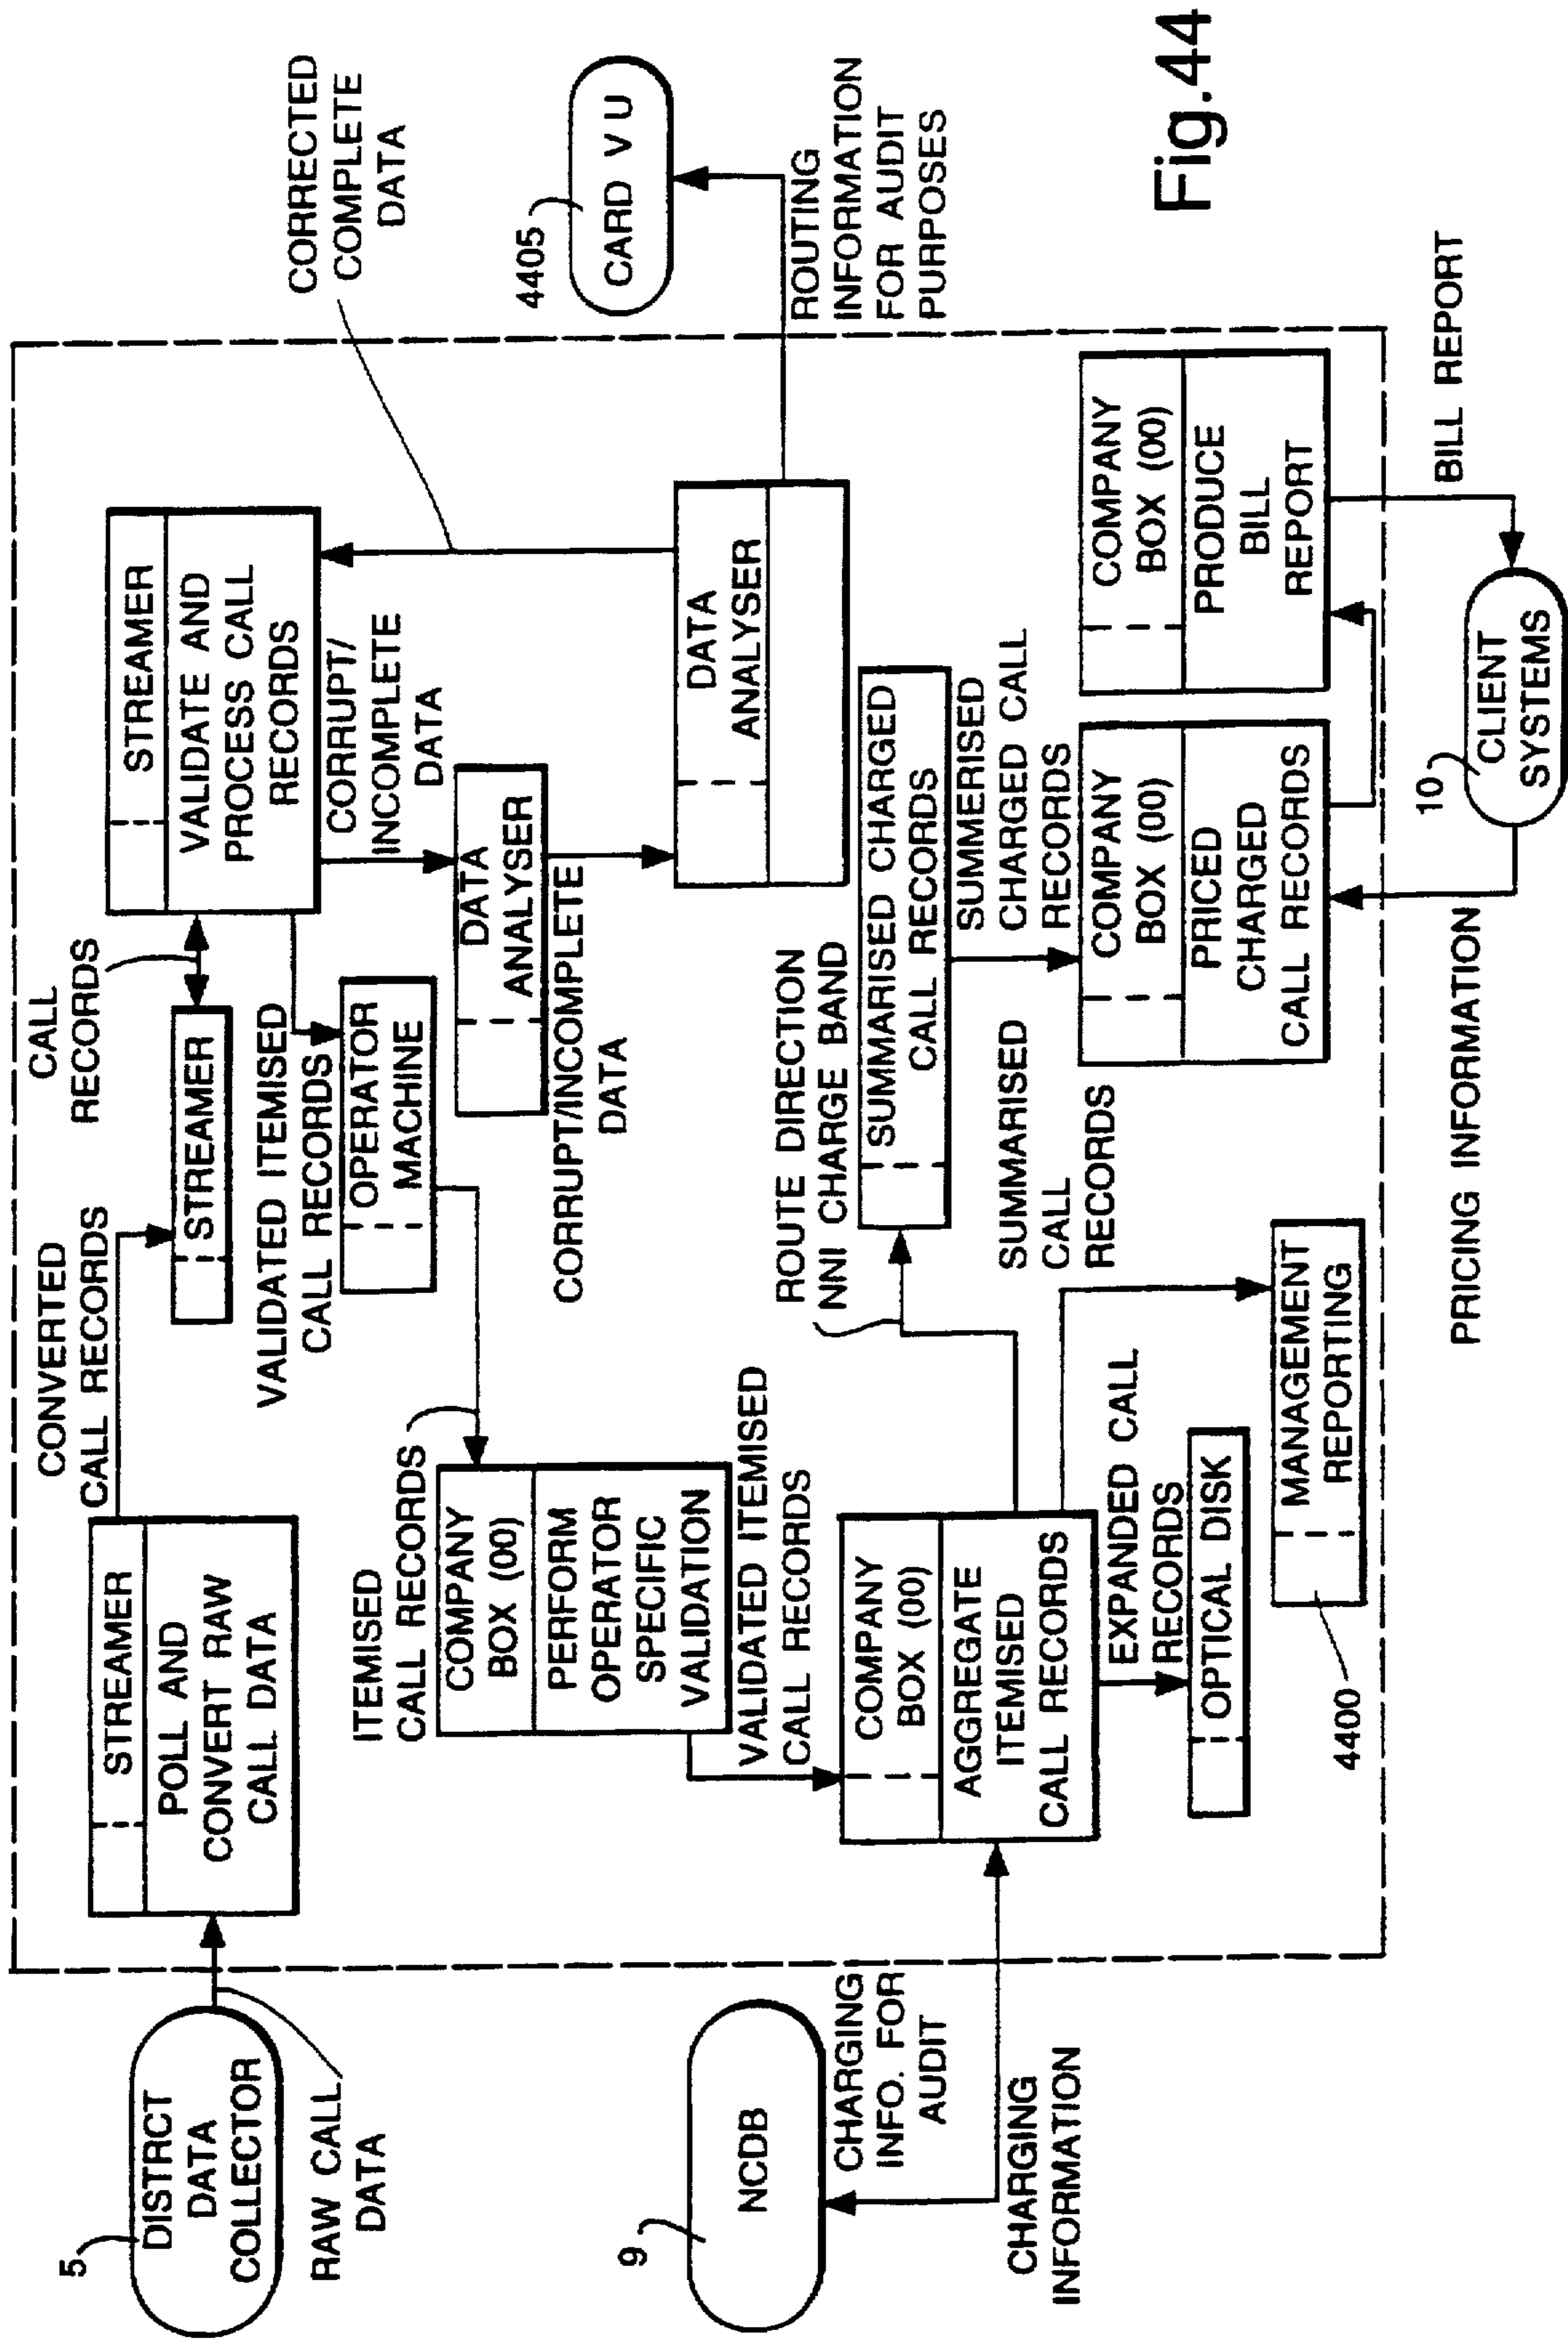 5
DISTRCT
DATA
COLLECTOR
RAW CALL
DATA
STREAMER
POLL AND
CONVERT RAW
CALL DATA
CONVERTED
CALL RECORDS
STREAMER
CALL
RECORDS
STREAMER
VALIDATE AND
PROCESS CALL
RECORDS
CORRECTED
COMPLETE
DATA
VALIDATED ITEMISED
CALL RECORDS
OPERATOR
MACHINE
CORRUPT/
INCOMPLETE
DATA
DATA
ANALYSER
CORRUPT/INCOMPLETE
DATA
DATA
ANALYSER
4405
CARD V U
ROUTING
INFORMATION
FOR AUDIT
PURPOSES
ITEMISED
CALL RECORDS
COMPANY
BOX (00)
PERFORM
OPERATOR
SPECIFIC
VALIDATION
VALIDATED ITEMISED
CALL RECORDS
9
NCDB
CHARGING
INFO. FOR
AUDIT
CHARGING
INFORMATION
COMPANY
BOX (00)
AGGREGATE
ITEMISED
CALL RECORDS
ROUTE DIRECTION
NNI CHARGE BAND
SUMMARISED CHARGED
CALL RECORDS
SUMMERISED
CHARGED CALL
RECORDS
SUMMARISED
CALL
RECORDS
EXPANDED CALL
RECORDS
OPTICAL DISK
MANAGEMENT
REPORTING
4400
COMPANY
BOX (00)
PRICED
CHARGED
CALL RECORDS
COMPANY
BOX (00)
PRODUCE
BILL
REPORT
PRICING INFORMATION
10
CLIENT
SYSTEMS
BILL REPORT
Fig.44